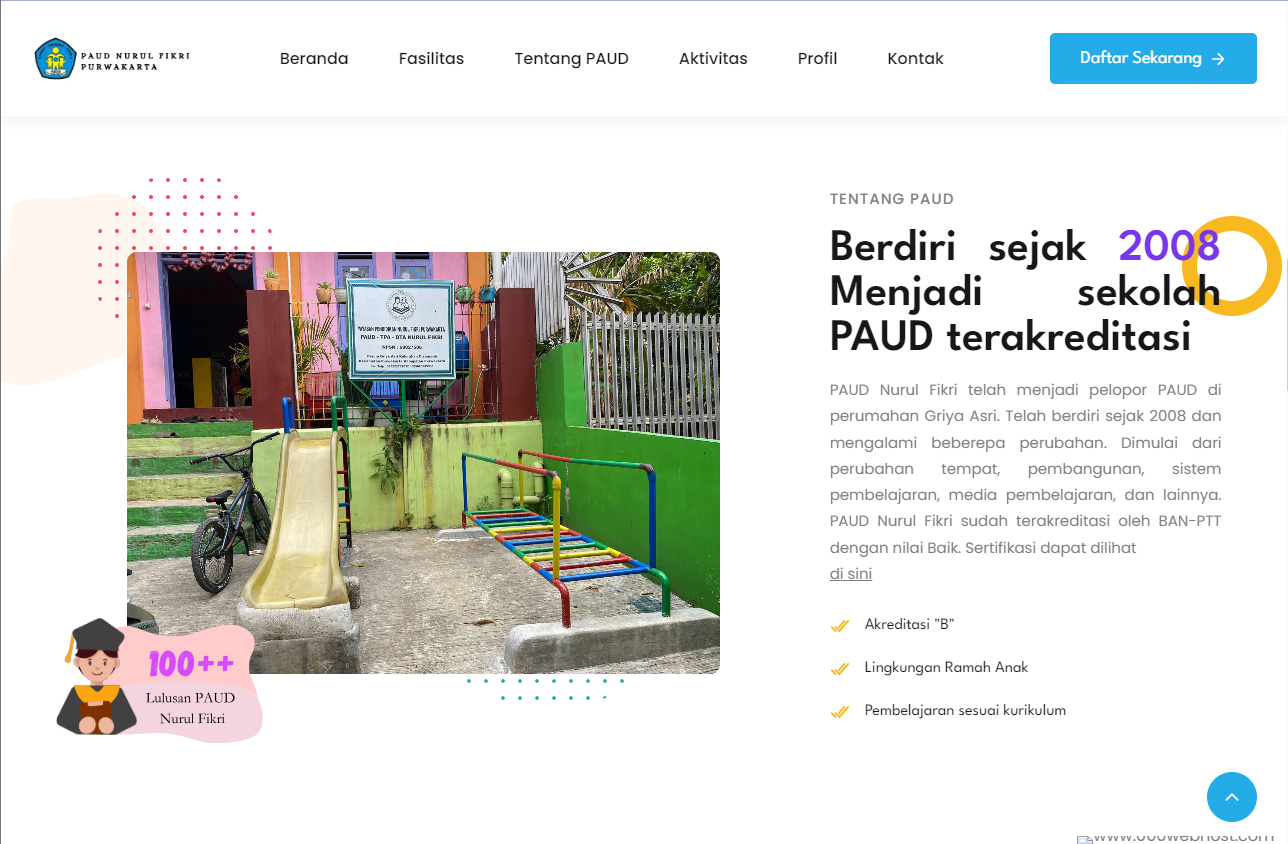 PAUD NURUL FIKRI
PURWAKARTA
Beranda
Fasilitas
Tentang PAUD
Aktivitas
Profil
Kontak
Daftar Sekarang
TENTANG PAUD
Berdiri sejak 2008
Menjadi sekolah
PAUD terakreditasi
PAUD Nurul Fikri telah menjadi pelopor PAUD di
perumahan Griya Asri. Telah berdiri sejak 2008 dan
mengalami beberepa perubahan. Dimulai dari
perubahan tempat, pembangunan, sistem
pembelajaran, media pembelajaran, dan lainnya.
PAUD Nurul Fikri sudah terakreditasi oleh BAN-PTT
dengan nilai Baik. Sertifikasi dapat dilihat
di sini
Akreditasi "B"
Lingkungan Ramah Anak
Pembelajaran sesuai kurikulum
YAYASAN PENDIDIKAN NURUL FIKRI PURWAKARTA
PAUD - TPA - DTA NURUL FIKRI
NPSN :
100++
Lulusan PAUD
Nurul Fikri
www.000webhost.com